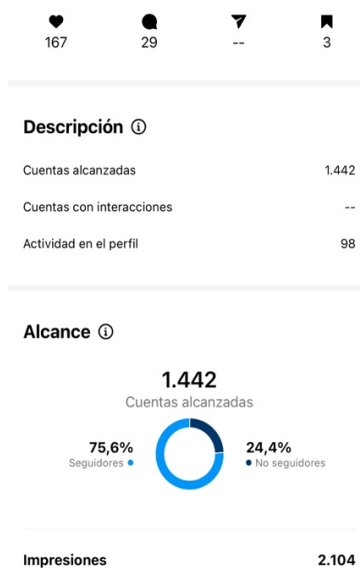 167 29 -- 3
Descripción
Cuentas alcanzadas 1.442
Cuentas con interacciones --
Actividad en el perfil 98
Alcance
1.442
Cuentas alcanzadas
75,6% 24,4%
Seguidores No seguidores
Impresiones 2.104